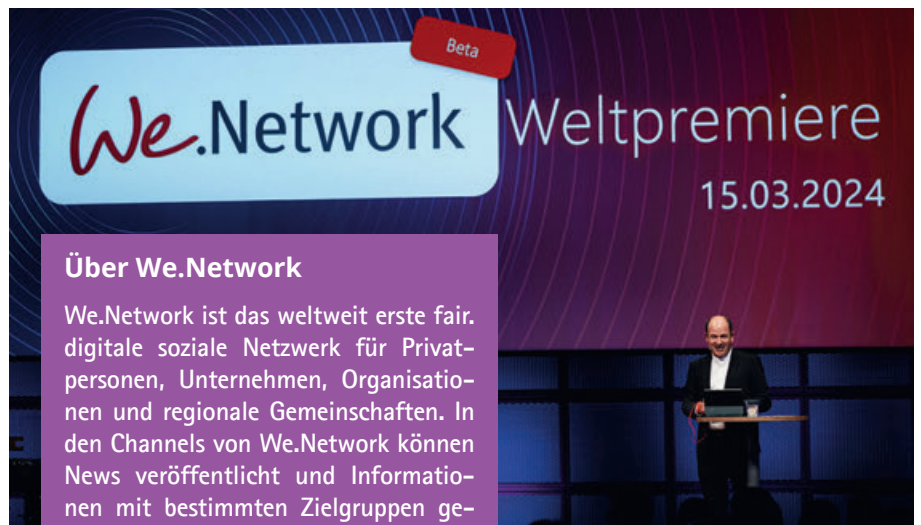 Beta
We.Network Weltpremiere
15.03.2024
Über We.Network
We.Network ist das weltweit erste fair.
digitale soziale Netzwerk für Privat-
personen, Unternehmen, Organisatio-
nen und regionale Gemeinschaften. In
den Channels von We.Network können
News veröffentlicht und Informatio-
nen mit bestimmten Zielgruppen ge-